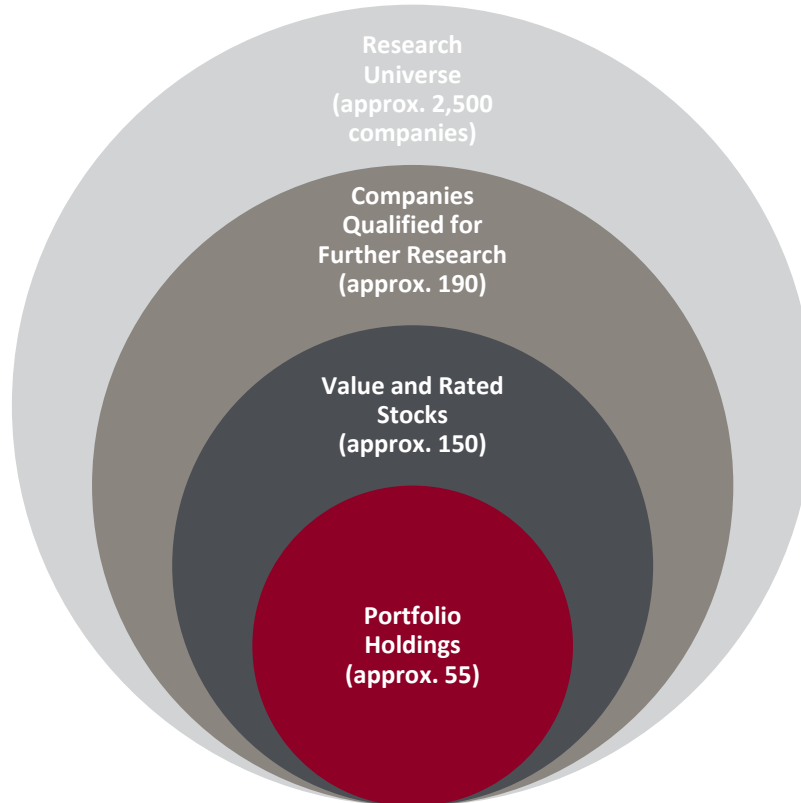 Research
Universe
(approx. 2,500
companies)
Companies
Qualified for
Further Research
(approx. 190)
Value and Rated
Stocks
(approx. 150)
Portfolio
Holdings
(approx. 55)